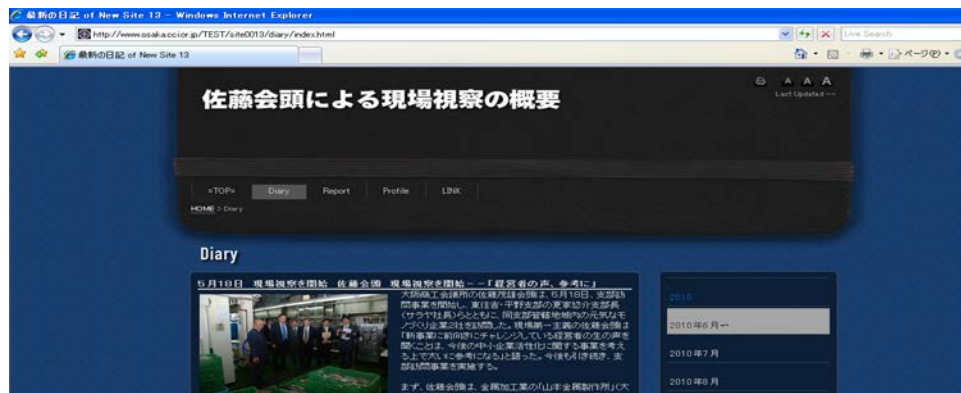 最新の日記 of New Site 13 - Windows Internet Explorer
http://www.osaka.cci.or.jp/TEST/site0013/diary/index.html
Live Search
最新の日記 of New Site 13
ページ(P)
佐藤会頭による現場視察の概要
A A A
Last Updated --
=TOP= Diary Report Profile LINK
HOME > Diary
Diary
5月18日 現場視察を開始 佐藤会頭 現場視察を開始--「経営者の声、参考に」
大阪商工会議所の佐藤茂雄会頭は、5月18日、支部訪
問事業を開始し、東住吉・平野支部の更家悠介支部長
(サラヤ社長)らとともに、同支部管轄地域内の元気なモ
ノづくり企業2社を訪問した。現場第一主義の佐藤会頭は
「新事業に前向きにチャレンジしている経営者の生の声を
聞くことは、今後の中小企業活性化に関する事業を考え
る上で大いに参考になる」と語った。今後も引き続き、支
部訪問事業を実施する。
まず、佐藤会頭は、金属加工業の「山本金属製作所」(大
2010
2010年6月
2010年7月
2010年8月